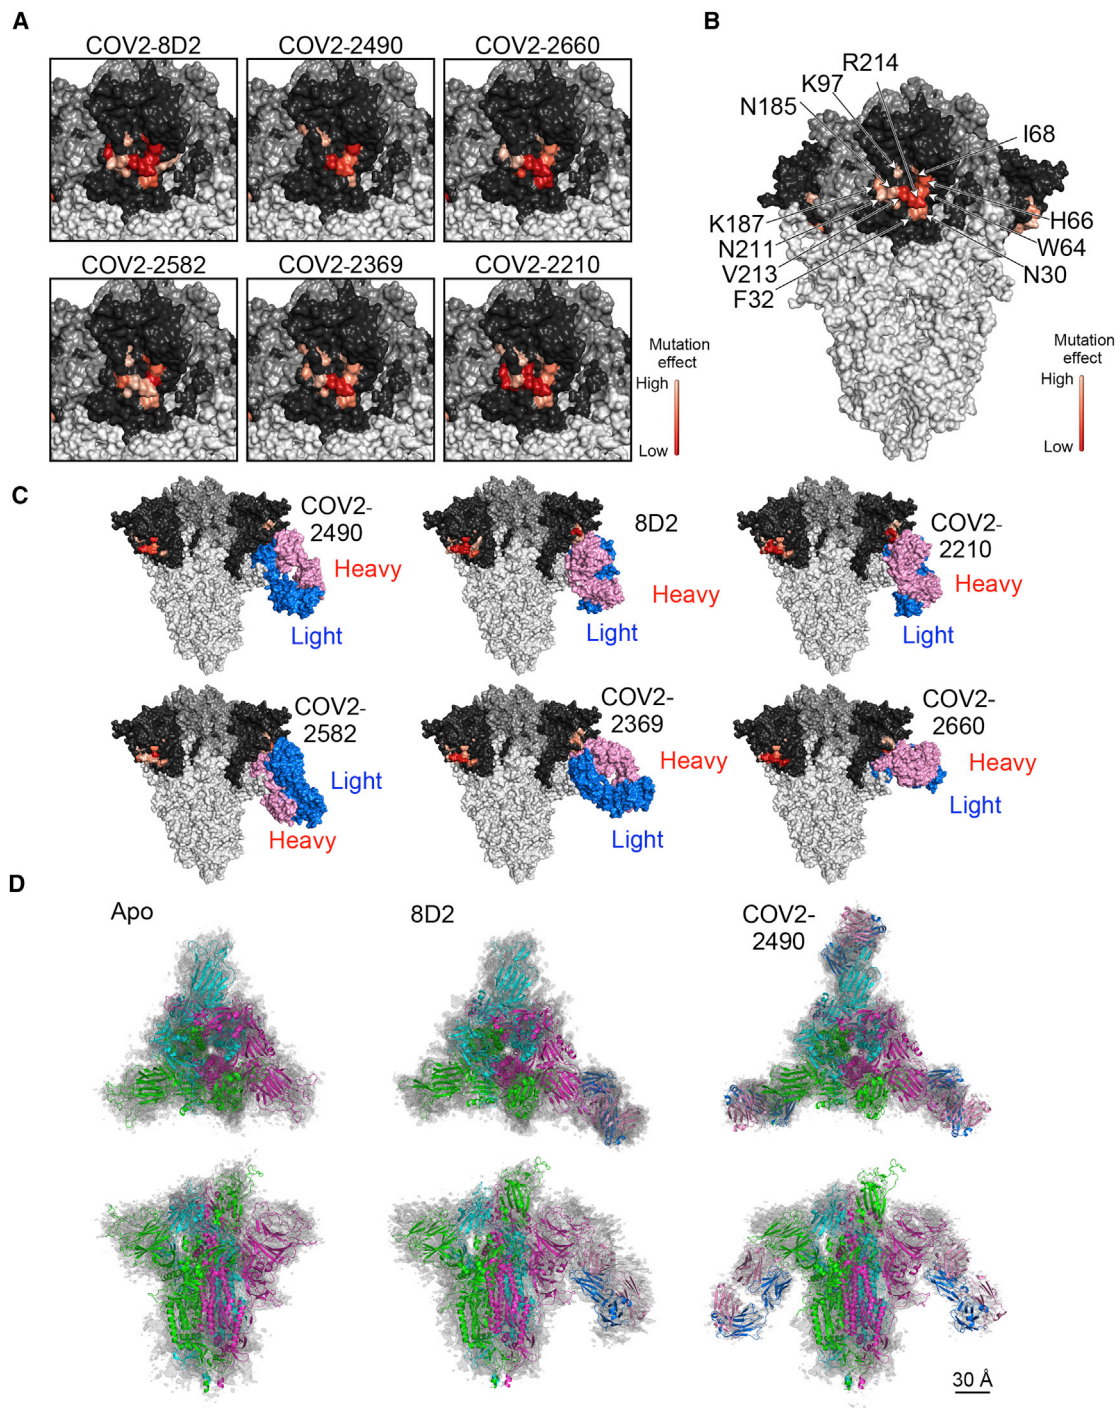 A
COV2-8D2
COV2-2490
COV2-2660
COV2-2582
COV2-2369
COV2-2210
Mutation
effect
High
Low
B
R214
K97
N185
I68
K187
N211
V213
F32
H66
W64
N30
Mutation
effect
High
Low
C
COV2-
2490
Heavy
Light
8D2
Heavy
Light
COV2-
2210
Heavy
Light
COV2-
2582
Light
Heavy
COV2-
2369
Heavy
Light
COV2-
2660
Heavy
Light
D
Apo
8D2
COV2-
2490
30 Å